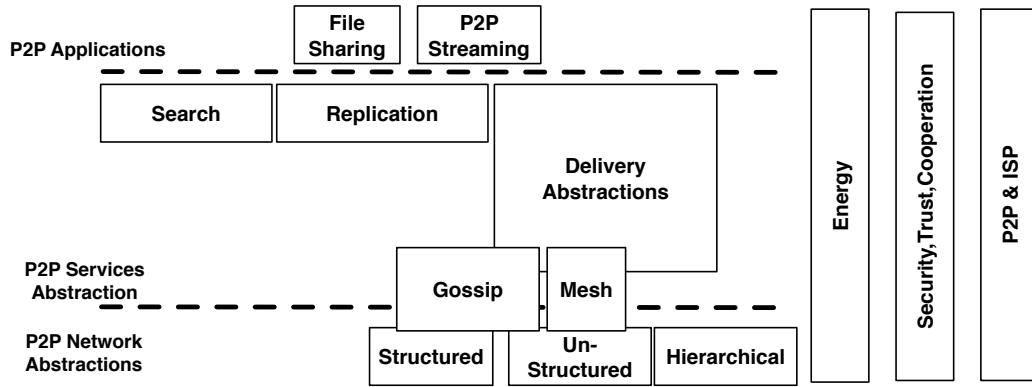 File
Sharing
P2P
Streaming
P2P Applications
Search
Replication
Delivery
Abstractions
P2P Services
Abstraction
Gossip
Mesh
P2P Network
Abstractions
Structured
Un-
Structured
Hierarchical
Energy
Security,Trust,Cooperation
P2P & ISP